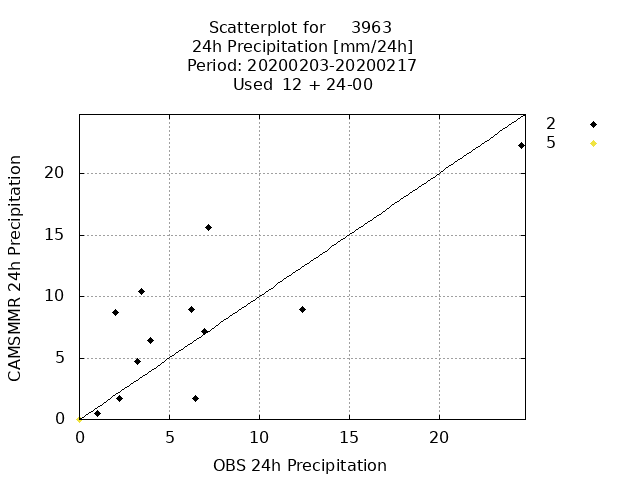 Scatterplot for     3963
24h Precipitation [mm/24h]
Period: 20200203-20200217
Used  12 + 24-00
2
5
CAMSMMR 24h Precipitation
20
15
10
5
0
0 5 10 15 20
OBS 24h Precipitation